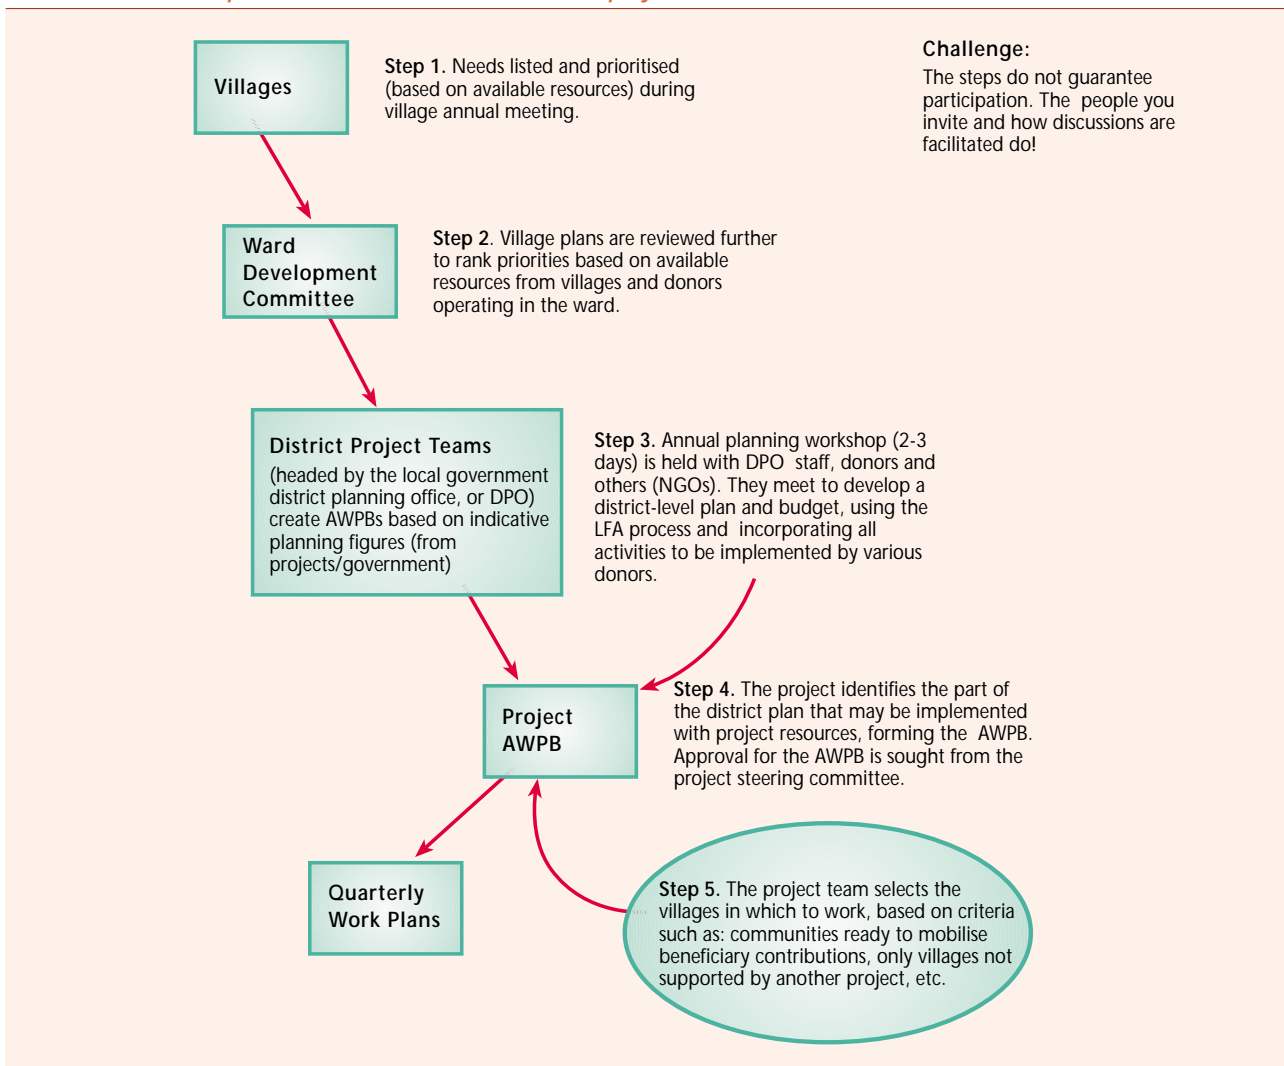 Villages
Step 1. Needs listed and prioritised
(based on available resources) during
village annual meeting.
Challenge:
The steps do not guarantee
participation. The people you
invite and how discussions are
facilitated do!
Ward
Development
Committee
Step 2. Village plans are reviewed further
to rank priorities based on available
resources from villages and donors
operating in the ward.
District Project Teams
(headed by the local government
district planning office, or DPO)
create AWPBs based on indicative
planning figures (from
projects/government)
Step 3. Annual planning workshop (2-3
days) is held with DPO staff, donors and
others (NGOs). They meet to develop a
district-level plan and budget, using the
LFA process and incorporating all
activities to be implemented by various
donors.
Project
AWPB
Step 4. The project identifies the part of
the district plan that may be implemented
with project resources, forming the AWPB.
Approval for the AWPB is sought from the
project steering committee.
Quarterly
Work Plans
Step 5. The project team selects the
villages in which to work, based on criteria
such as: communities ready to mobilise
beneficiary contributions, only villages not
supported by another project, etc.